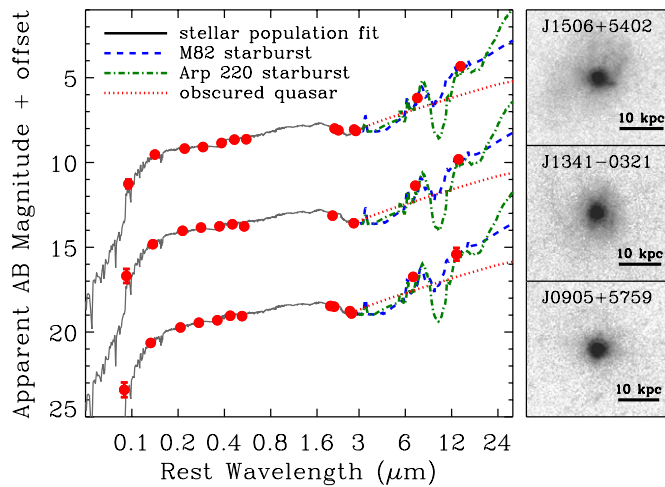 stellar population fit
M82 starburst
Arp 220 starburst
obscured quasar
5
10
15
20
25
Apparent AB Magnitude + offset
0.1 0.2 0.4 0.8 1.6 3 6 12 24
Rest Wavelength (μm)
J1506+5402
10 kpc
J1341−0321
10 kpc
J0905+5759
10 kpc